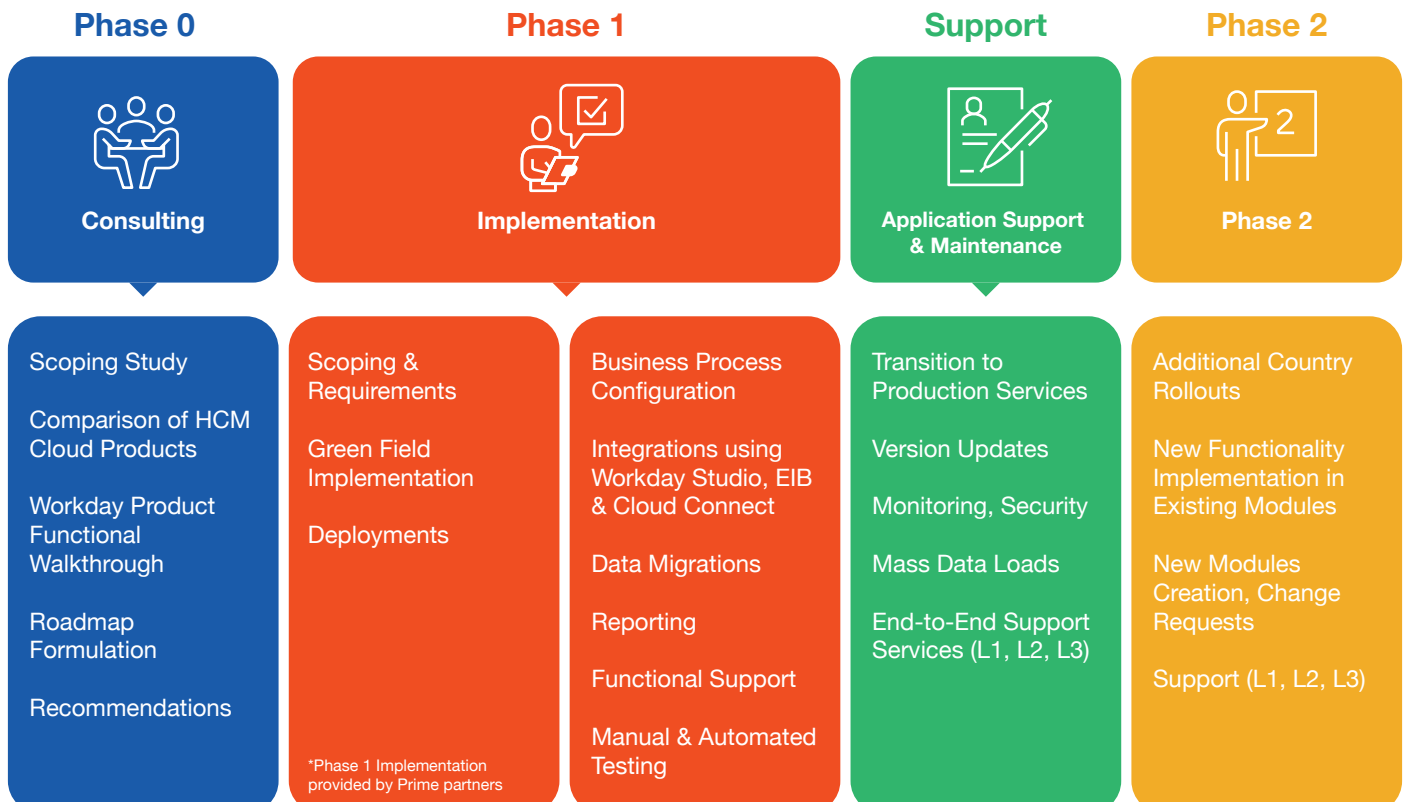 Phase 0
Phase 1
Support
Phase 2
Consulting
Implementation
Application Support
& Maintenance
2
Phase 2
Scoping Study
Comparison of HCM
Cloud Products
Workday Product
Functional
Walkthrough
Roadmap
Formulation
Recommendations
Scoping &
Requirements
Green Field
Implementation
Deployments
*Phase 1 Implementation
provided by Prime partners
Business Process
Configuration
Integrations using
Workday Studio, EIB
& Cloud Connect
Data Migrations
Reporting
Functional Support
Manual & Automated
Testing
Transition to
Production Services
Version Updates
Monitoring, Security
Mass Data Loads
End-to-End Support
Services (L1, L2, L3)
Additional Country
Rollouts
New Functionality
Implementation in
Existing Modules
New Modules
Creation, Change
Requests
Support (L1, L2, L3)